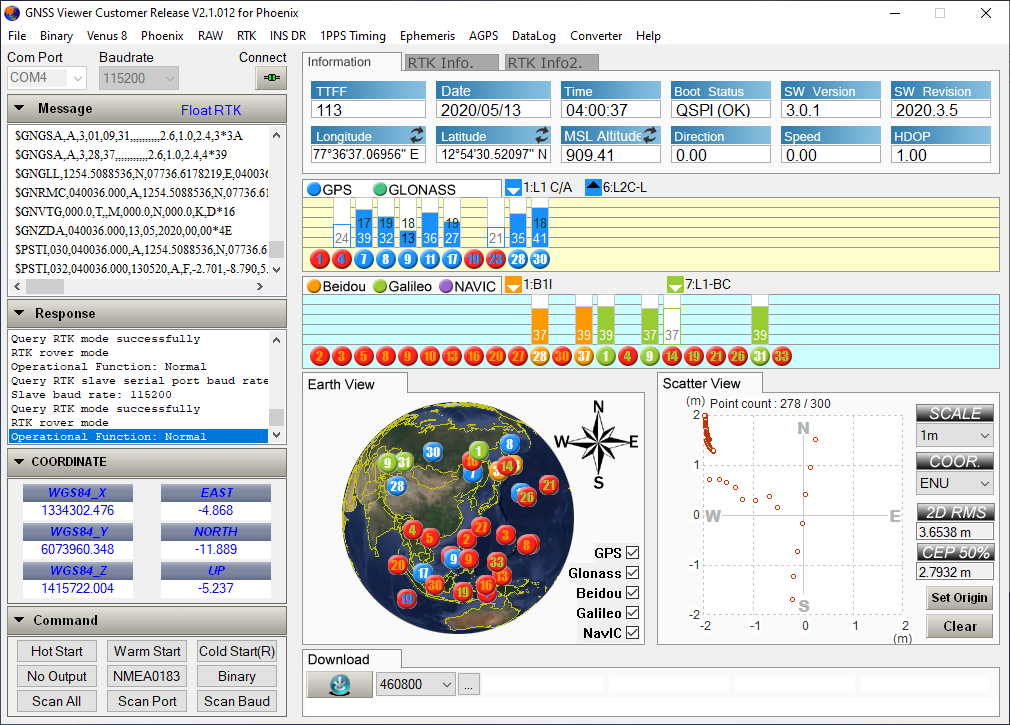 GNSS Viewer Customer Release V2.1.012 for Phoenix
File Binary Venus 8 Phoenix RAW RTK INS DR 1PPS Timing Ephemeris AGPS DataLog Converter Help
Com Port Baudrate Connect
COM4 115200
Message Float RTK
$GNGSA,A,3,01,09,31,,,,,,,,,,2.6,1.0,2.4,3*3A
$GNGSA,A,3,28,37,,,,,,,,,,,2.6,1.0,2.4,4*39
$GNGLL,1254.5088536,N,07736.6178219,E,040036
$GNRMC,040036.000,A,1254.5088536,N,07736.61
$GNVTG,000.0,T,,M,000.0,N,000.0,K,D*16
$GNZDA,040036.000,13,05,2020,00,00*4E
$PSTI,030,040036.000,A,1254.5088536,N,07736.6
$PSTI,032,040036.000,130520,A,F,-2.701,-8.790,5.
Response
Query RTK mode successfully
RTK rover mode
Operational Function: Normal
Query RTK slave serial port baud rate
Slave baud rate: 115200
Query RTK mode successfully
RTK rover mode
Operational Function: Normal
COORDINATE
WGS84_X EAST
1334302.476 -4.868
WGS84_Y NORTH
6073960.348 -11.889
WGS84_Z UP
1415722.004 -5.237
Command
Hot Start Warm Start Cold Start(R)
No Output NMEA0183 Binary
Scan All Scan Port Scan Baud
Information RTK Info. RTK Info2.
TTFF Date Time Boot Status SW Version SW Revision
113 2020/05/13 04:00:37 QSPI (OK) 3.0.1 2020.3.5
Longitude Latitude MSL Altitude Direction Speed HDOP
77°36'37.06956" E 12°54'30.52097" N 909.41 0.00 0.00 1.00
GPS GLONASS 1:L1 C/A 6:L2C-L
17 19 18 19 18
24 39 32 13 36 27 21 35 41
1 4 7 8 9 11 17 19 23 28 30
Beidou Galileo NAVIC 1:B1I 7:L1-BC
37 39 39 37 37 39
2 3 5 8 9 10 13 16 20 27 28 30 37 1 4 9 14 19 21 26 31 33
Earth View
N
W E
S
30 1 8
9 31 14
28 7 21
26
4 5 27 2 3 8
20 9 9 33
17 13
30 19 16
19
GPS
Glonass
Beidou
Galileo
NavIC
Scatter View
(m) Point count : 278 / 300
2
1
0
-1
-2
N
W E
S
-2 -1 0 1 2
(m)
SCALE
1m
COOR.
ENU
2D RMS
3.6538 m
CEP 50%
2.7932 m
Set Origin
Clear
Download
460800 ...